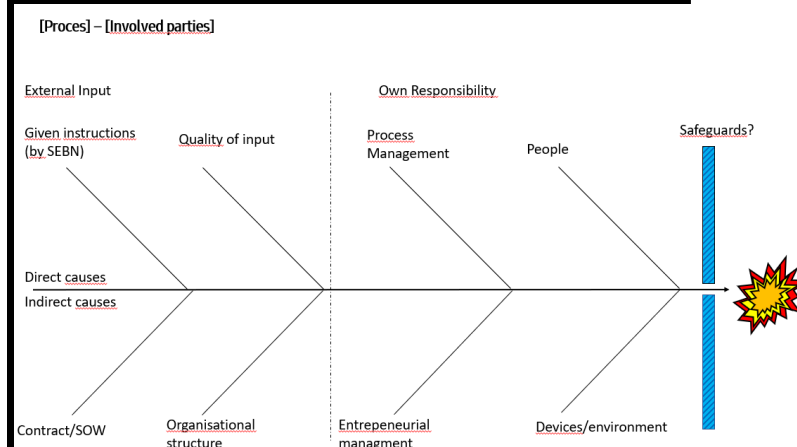 [Proces] – [Involved parties]
External Input
Own Responsibility
Given instructions
(by SEBN)
Quality of input
Process
Management
People
Safeguards?
Direct causes
Indirect causes
Contract/SOW
Organisational
structure
Entrepeneurial
managment
Devices/environment